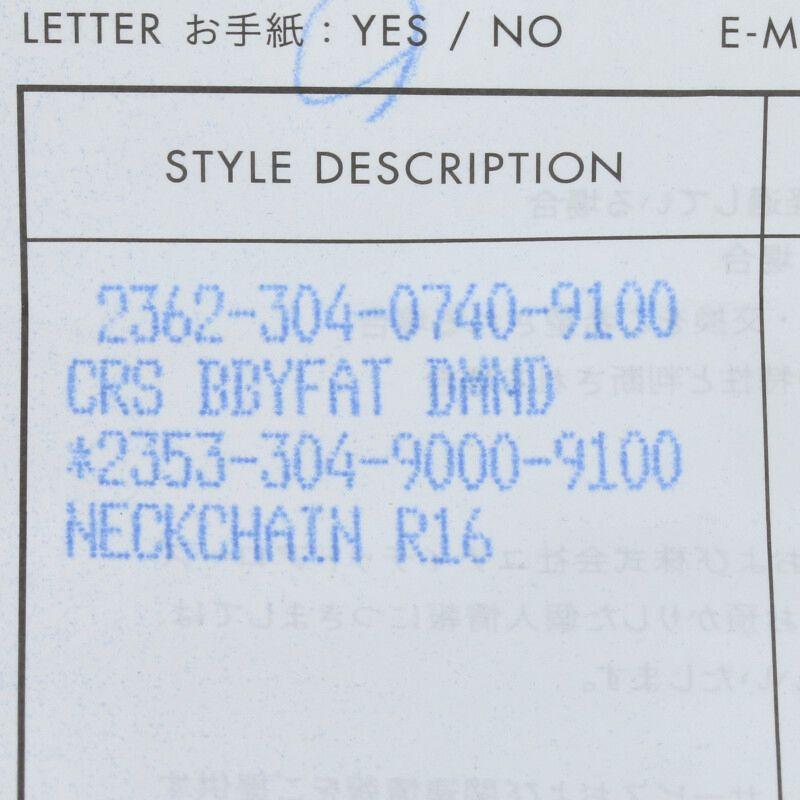 LETTER お手紙 : YES / NO E-M
STYLE DESCRIPTION
2362-304-0740-9100
CRS BBYFAT DMND
*2353-304-9000-9100
NECKCHAIN R16